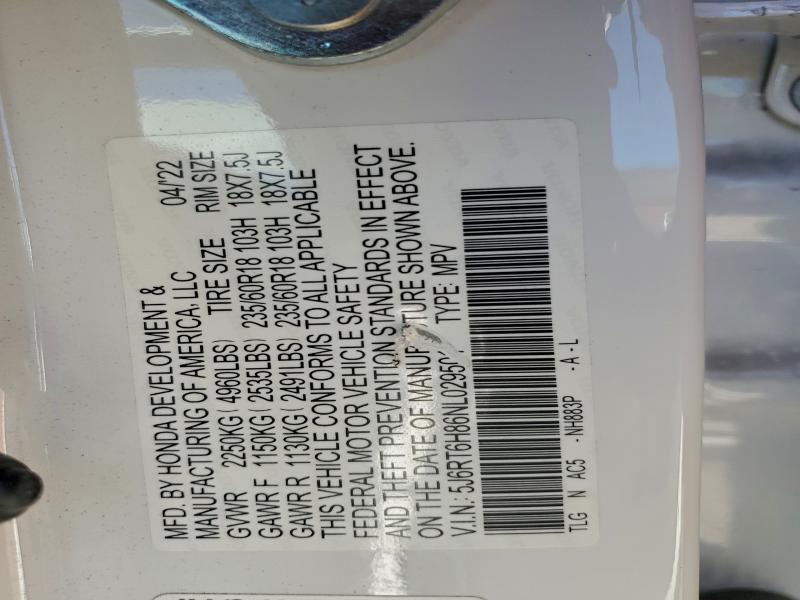 MFD. BY HONDA DEVELOPMENT &
MANUFACTURING OF AMERICA, LLC 04/'22
GVWR 2250KG ( 4960LBS) TIRE SIZE RIM SIZE
GAWR F 1150KG ( 2535LBS) 235/60R18 103H 18X7.5J
GAWR R 1130KG ( 2491LBS) 235/60R18 103H 18X7.5J
THIS VEHICLE CONFORMS TO ALL APPLICABLE
FEDERAL MOTOR VEHICLE SAFETY
AND THEFT PREVENTION STANDARDS IN EFFECT
ON THE DATE OF MANUFACTURE SHOWN ABOVE.
V.I.N.: TYPE: MPV
TLG N AC5 -NH883P -A-L